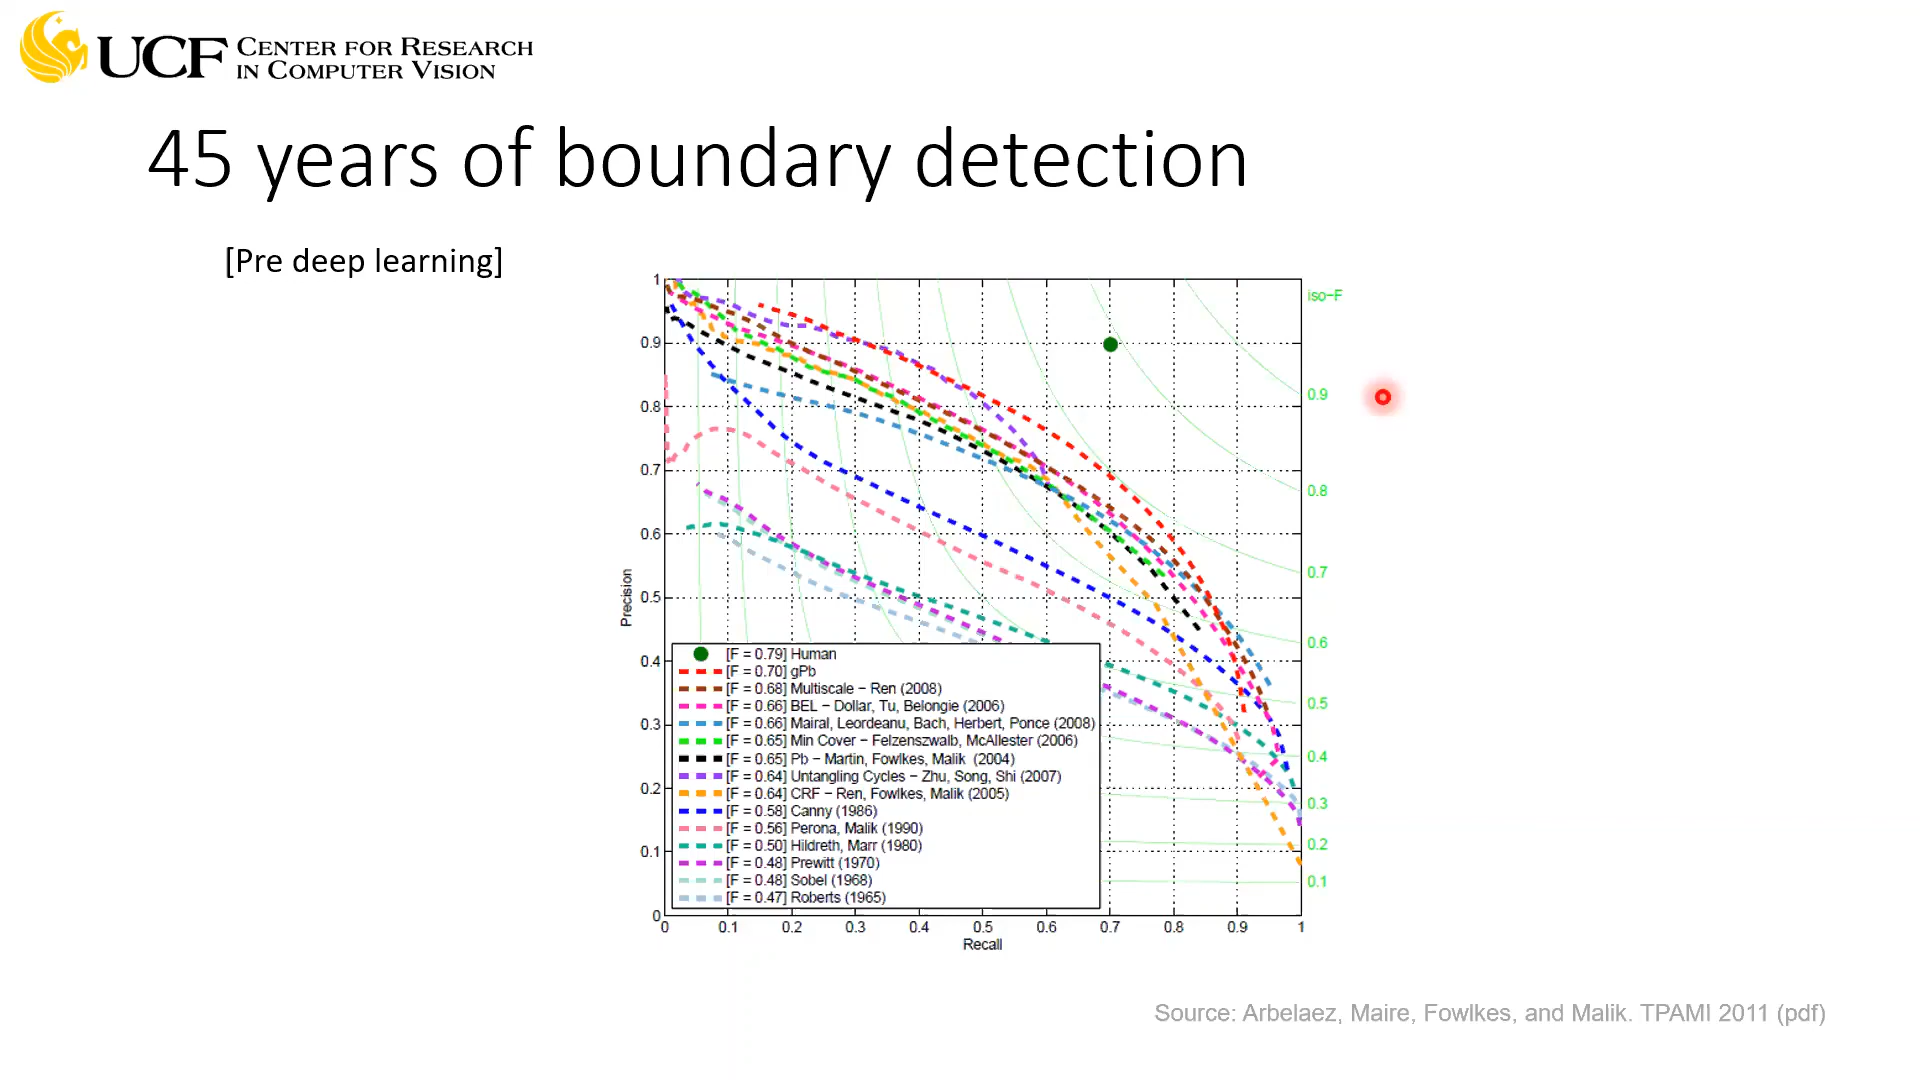 UCF CENTER FOR RESEARCH
IN COMPUTER VISION
45 years of boundary detection
[Pre deep learning]
iso-F
1
0.9
0.8
0.7
0.6
0.5
0.4
0.3
0.2
0.1
0
Precision
0.9
0.8
0.7
0.6
0.5
0.4
0.3
0.2
0.1
[F = 0.79] Human
[F = 0.70] gPb
[F = 0.68] Multiscale - Ren (2008)
[F = 0.66] BEL - Dollar, Tu, Belongie (2006)
[F = 0.66] Mairal, Leordeanu, Bach, Herbert, Ponce (2008)
[F = 0.65] Min Cover - Felzenszwalb, McAllester (2006)
[F = 0.65] Pb - Martin, Fowlkes, Malik (2004)
[F = 0.64] Untangling Cycles - Zhu, Song, Shi (2007)
[F = 0.64] CRF - Ren, Fowlkes, Malik (2005)
[F = 0.58] Canny (1986)
[F = 0.56] Perona, Malik (1990)
[F = 0.50] Hildreth, Marr (1980)
[F = 0.48] Prewitt (1970)
[F = 0.48] Sobel (1968)
[F = 0.47] Roberts (1965)
0 0.1 0.2 0.3 0.4 0.5 0.6 0.7 0.8 0.9 1
Recall
Source: Arbelaez, Maire, Fowlkes, and Malik. TPAMI 2011 (pdf)